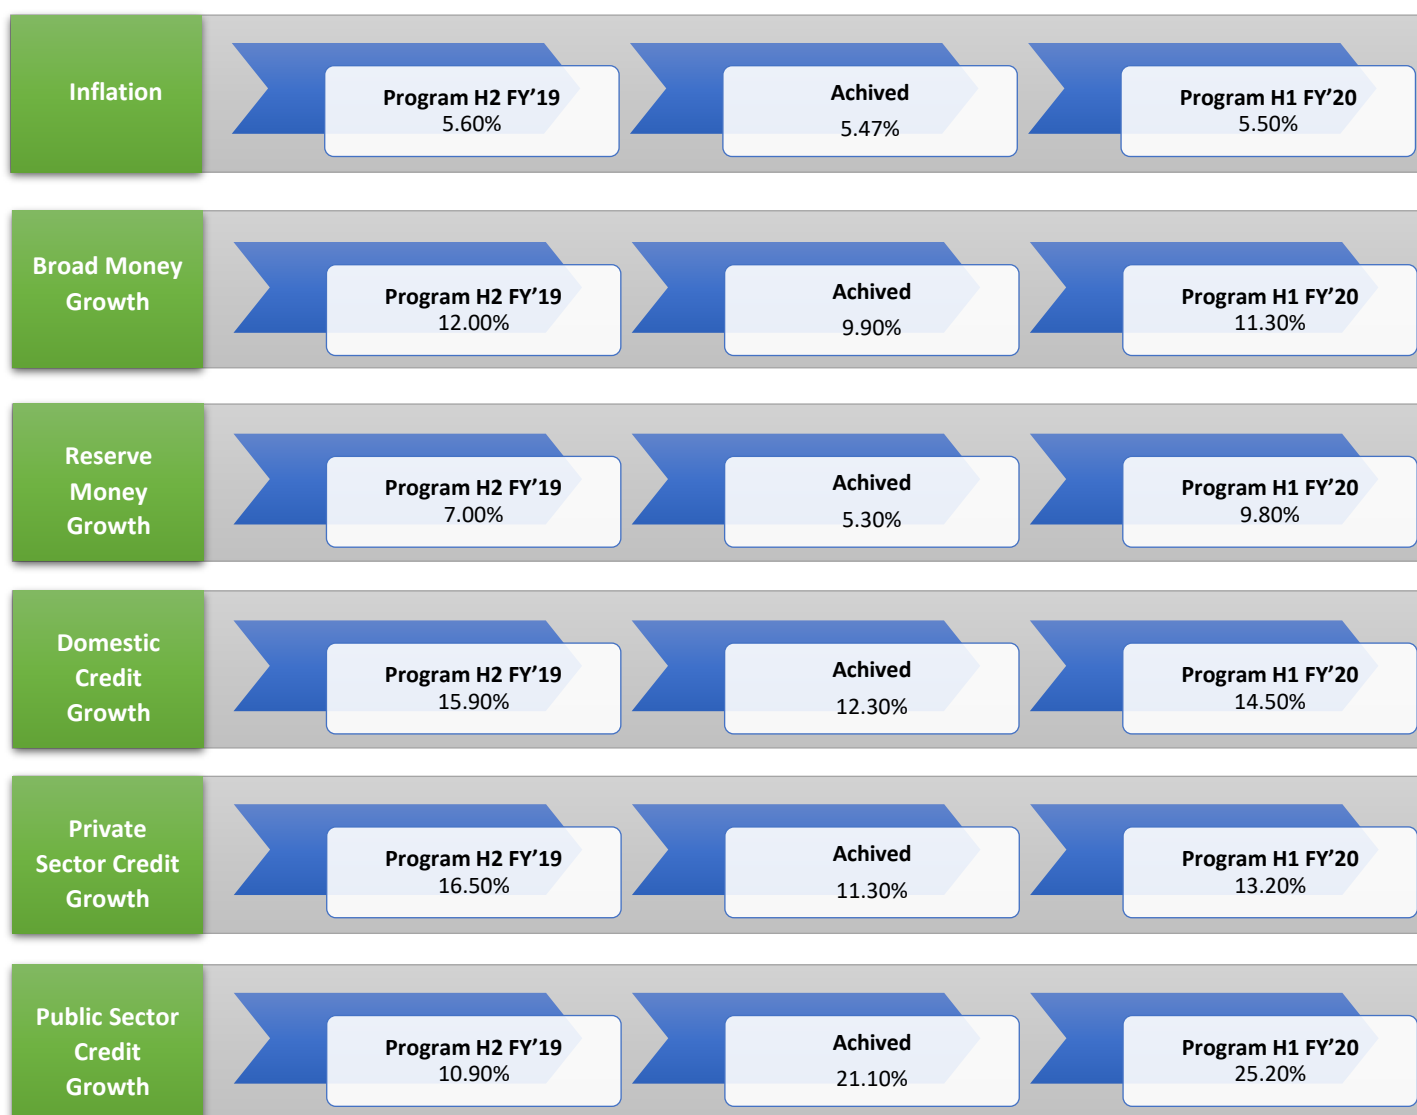 Inflation
Program H2 FY’19
5.60%
Achived
5.47%
Program H1 FY’20
5.50%
Broad Money
Growth
Program H2 FY’19
12.00%
Achived
9.90%
Program H1 FY’20
11.30%
Reserve
Money
Growth
Program H2 FY’19
7.00%
Achived
5.30%
Program H1 FY’20
9.80%
Domestic
Credit
Growth
Program H2 FY’19
15.90%
Achived
12.30%
Program H1 FY’20
14.50%
Private
Sector Credit
Growth
Program H2 FY’19
16.50%
Achived
11.30%
Program H1 FY’20
13.20%
Public Sector
Credit
Growth
Program H2 FY’19
10.90%
Achived
21.10%
Program H1 FY’20
25.20%